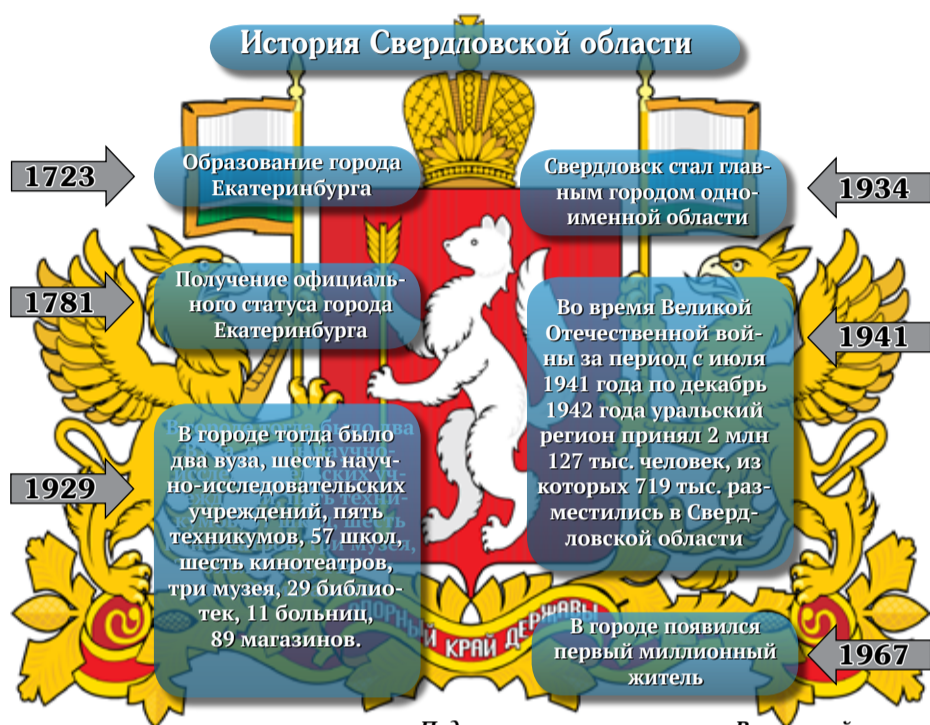 История Свердловской области
1723
Образование города
Екатеринбурга
1781
Получение официаль-
ного статуса города
Екатеринбурга
1929
В городе тогда было
два вуза, шесть науч-
но-исследовательских
учреждений, пять
техникумов, 57 школ,
шесть кинотеатров,
три музея, 29 библио-
тек, 11 больниц,
89 магазинов.
Свердловск стал глав-
ным городом одно-
именной области
1934
Во время Великой
Отечественной вой-
ны за период с июля
1941 года по декабрь
1942 года уральский
регион принял 2 млн
127 тыс. человек, из
которых 719 тыс. раз-
местились в Сверд-
ловской области
1941
ОПОРНЫЙ КРАЙ ДЕРЖАВЫ
В городе появился
первый миллионный
житель
1967